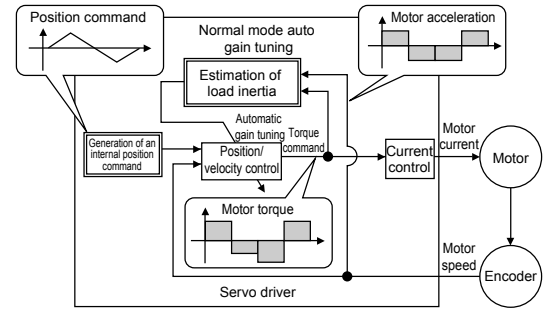 Position command
Normal mode auto
gain tuning
Motor acceleration
Estimation of
load inertia
Automatic
gain tuning
Torque
command
Generation of an
internal position
command
Position/
velocity control
Current
control
Motor
current
Motor
Motor torque
Motor
speed
Encoder
Servo driver